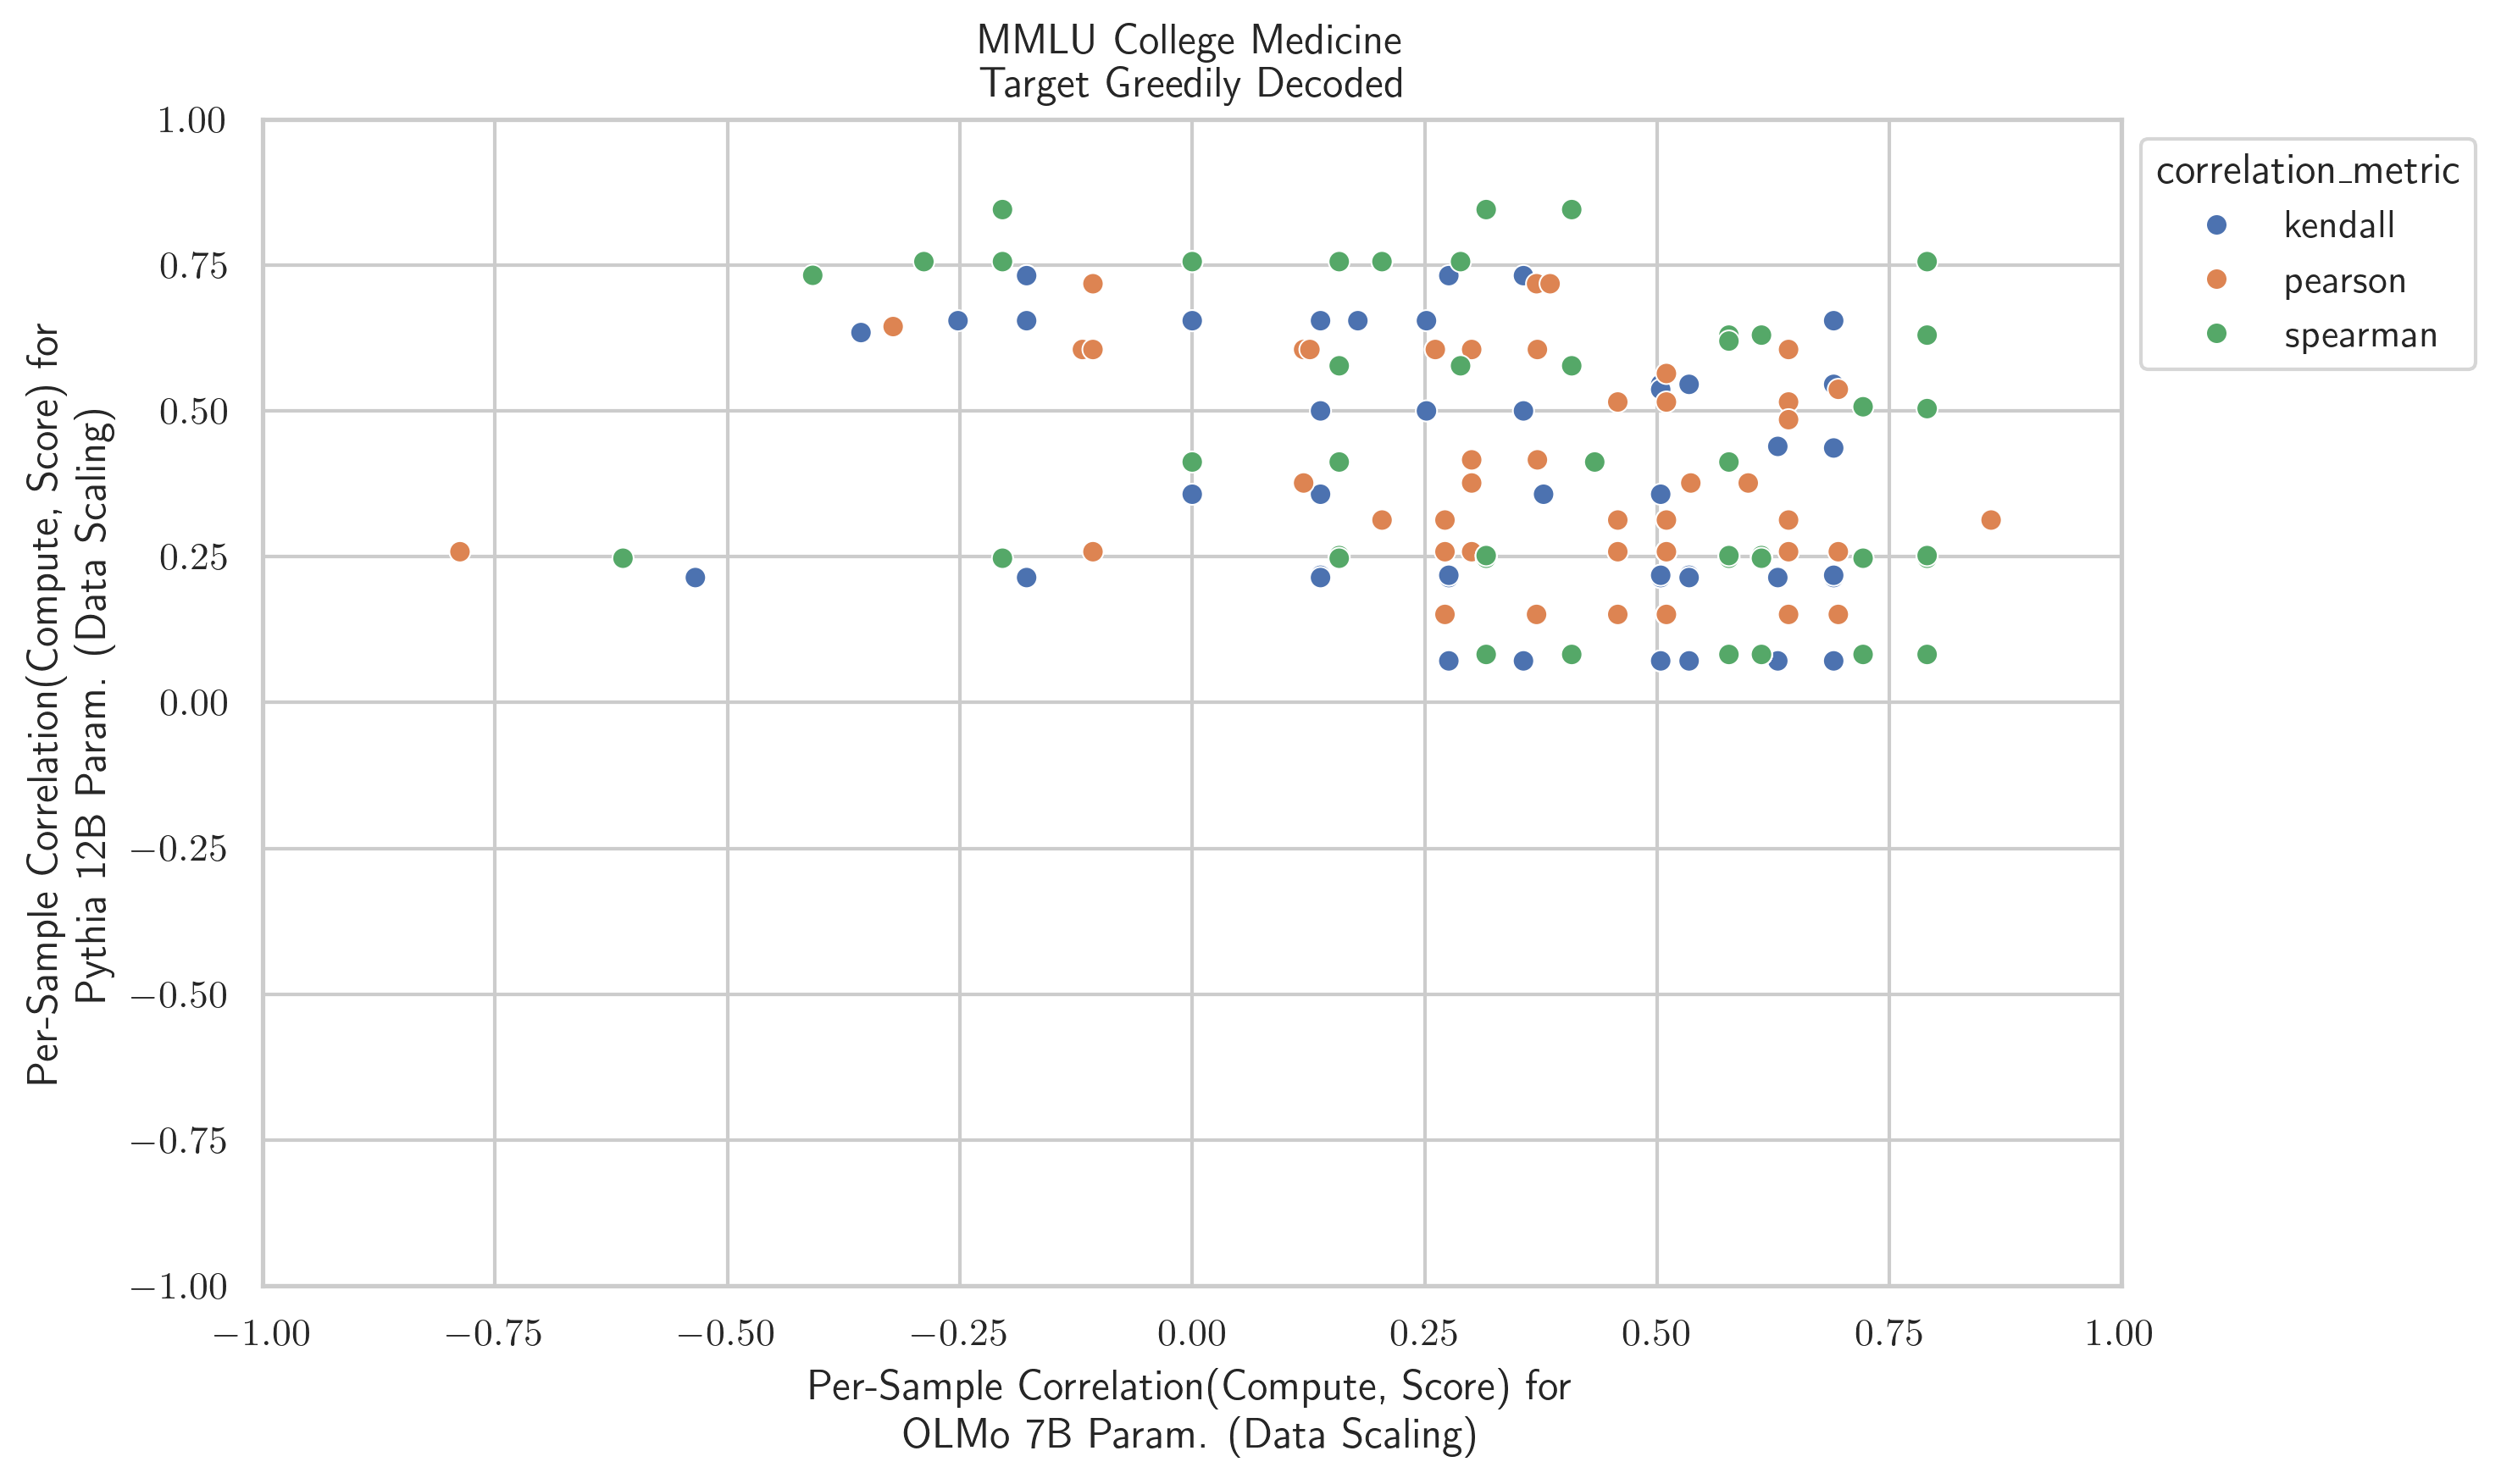 MMLU College Medicine
Target Greedily Decoded
Per-Sample Correlation(Compute, Score) for
Pythia 12B Param. (Data Scaling)
1.00
0.75
0.50
0.25
0.00
−0.25
−0.50
−0.75
−1.00
−1.00 −0.75 −0.50 −0.25 0.00 0.25 0.50 0.75 1.00
Per-Sample Correlation(Compute, Score) for
OLMo 7B Param. (Data Scaling)
correlation_metric
kendall
pearson
spearman